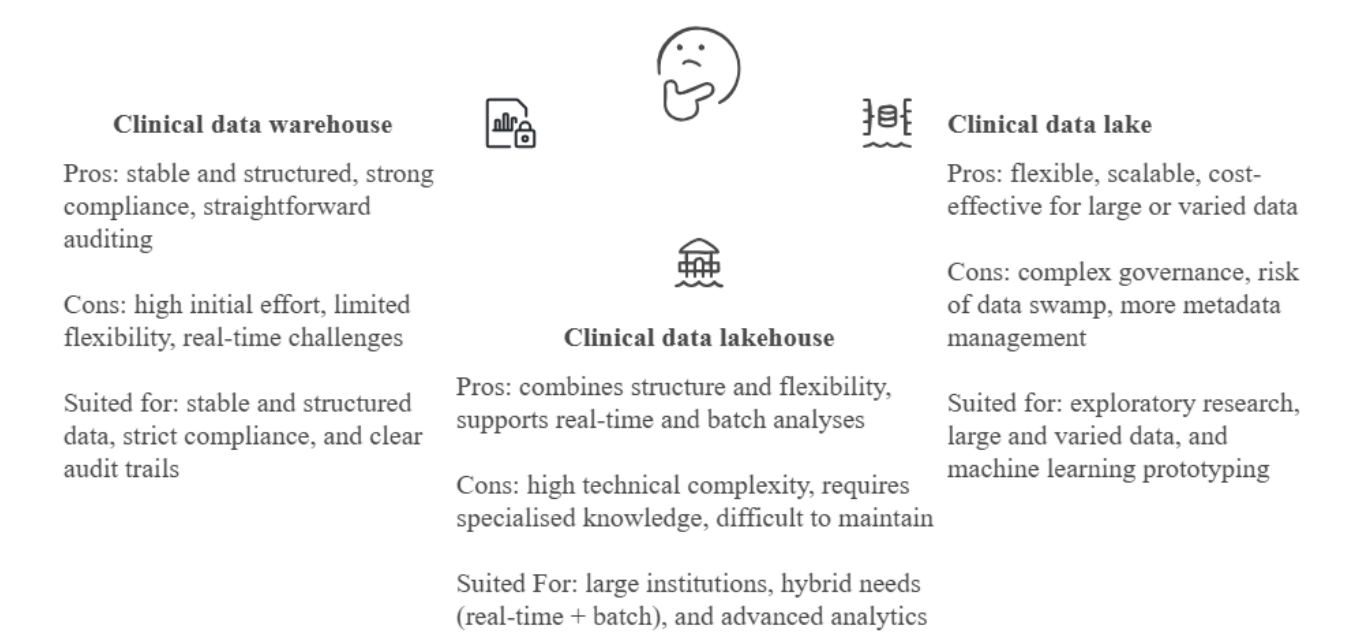 Clinical data warehouse
Pros: stable and structured, strong
compliance, straightforward
auditing
Cons: high initial effort, limited
flexibility, real-time challenges
Suited for: stable and structured
data, strict compliance, and clear
audit trails
Clinical data lakehouse
Pros: combines structure and flexibility,
supports real-time and batch analyses
Cons: high technical complexity, requires
specialised knowledge, difficult to maintain
Suited For: large institutions, hybrid needs
(real-time + batch), and advanced analytics
Clinical data lake
Pros: flexible, scalable, cost-
effective for large or varied data
Cons: complex governance, risk
of data swamp, more metadata
management
Suited for: exploratory research,
large and varied data, and
machine learning prototyping